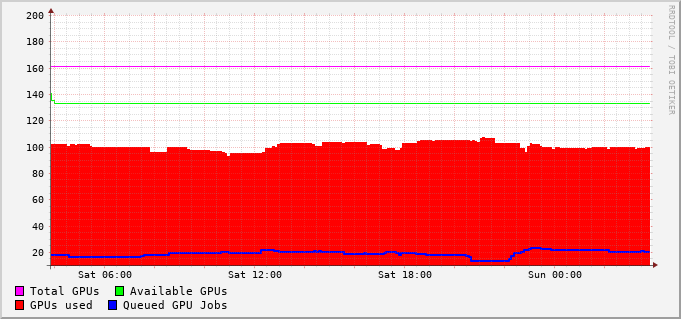 200
180
160
140
120
100
80
60
40
20
Sat 06:00 Sat 12:00 Sat 18:00 Sun 00:00
Total GPUs Available GPUs
GPUs used Queued GPU Jobs
RRDTOOL / TOBI OETIKER